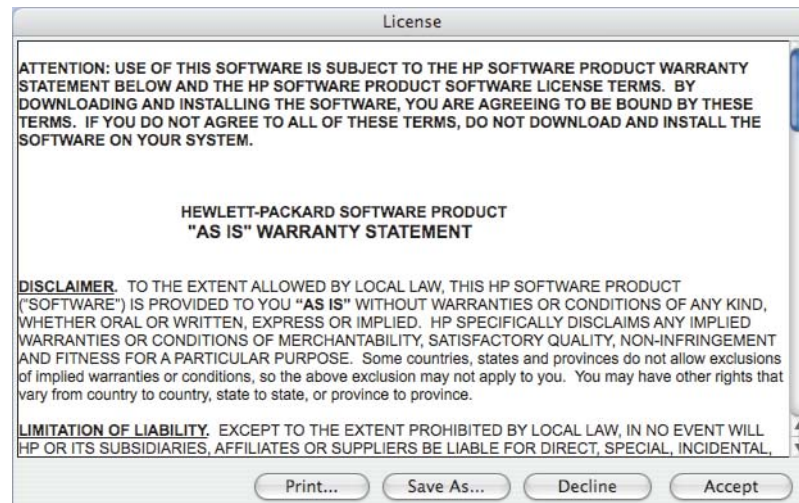 License
ATTENTION: USE OF THIS SOFTWARE IS SUBJECT TO THE HP SOFTWARE PRODUCT WARRANTY
STATEMENT BELOW AND THE HP SOFTWARE PRODUCT SOFTWARE LICENSE TERMS.  BY
DOWNLOADING AND INSTALLING THE SOFTWARE, YOU ARE AGREEING TO BE BOUND BY THESE
TERMS.  IF YOU DO NOT AGREE TO ALL OF THESE TERMS, DO NOT DOWNLOAD AND INSTALL THE
SOFTWARE ON YOUR SYSTEM.
HEWLETT-PACKARD SOFTWARE PRODUCT
"AS IS" WARRANTY STATEMENT
DISCLAIMER.  TO THE EXTENT ALLOWED BY LOCAL LAW, THIS HP SOFTWARE PRODUCT
("SOFTWARE") IS PROVIDED TO YOU "AS IS" WITHOUT WARRANTIES OR CONDITIONS OF ANY KIND,
WHETHER ORAL OR WRITTEN, EXPRESS OR IMPLIED.  HP SPECIFICALLY DISCLAIMS ANY IMPLIED
WARRANTIES OR CONDITIONS OF MERCHANTABILITY, SATISFACTORY QUALITY, NON-INFRINGEMENT
AND FITNESS FOR A PARTICULAR PURPOSE.  Some countries, states and provinces do not allow exclusions
of implied warranties or conditions, so the above exclusion may not apply to you.  You may have other rights that
vary from country to country, state to state, or province to province.
LIMITATION OF LIABILITY.  EXCEPT TO THE EXTENT PROHIBITED BY LOCAL LAW, IN NO EVENT WILL
HP OR ITS SUBSIDIARIES, AFFILIATES OR SUPPLIERS BE LIABLE FOR DIRECT, SPECIAL, INCIDENTAL,
Print... Save As... Decline Accept